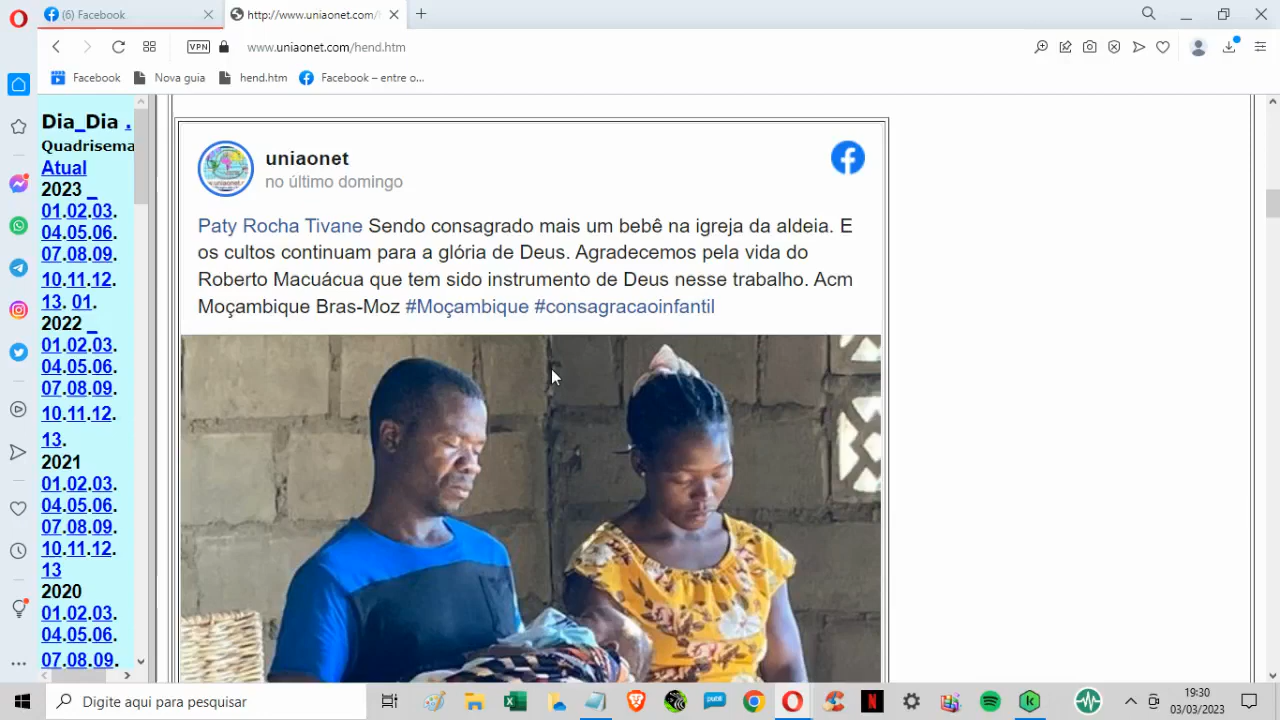 (6) Facebook
http://www.uniaonet.com/
VPN
www.uniaonet.com/hend.htm
Facebook
Nova guia
hend.htm
Facebook – entre o...
Dia_Dia .
Quadrisema
Atual
2023 _
01.02.03.
04.05.06.
07.08.09.
10.11.12.
13. 01.
2022 _
01.02.03.
04.05.06.
07.08.09.
10.11.12.
13.
2021
01.02.03.
04.05.06.
07.08.09.
10.11.12.
13
2020
01.02.03.
04.05.06.
07.08.09.
uniaonet
no último domingo
Paty Rocha Tivane Sendo consagrado mais um bebê na igreja da aldeia. E
os cultos continuam para a glória de Deus. Agradecemos pela vida do
Roberto Macuácua que tem sido instrumento de Deus nesse trabalho. Acm
Moçambique Bras-Moz #Moçambique #consagracaoinfantil
Digite aqui para pesquisar
19:30
03/03/2023